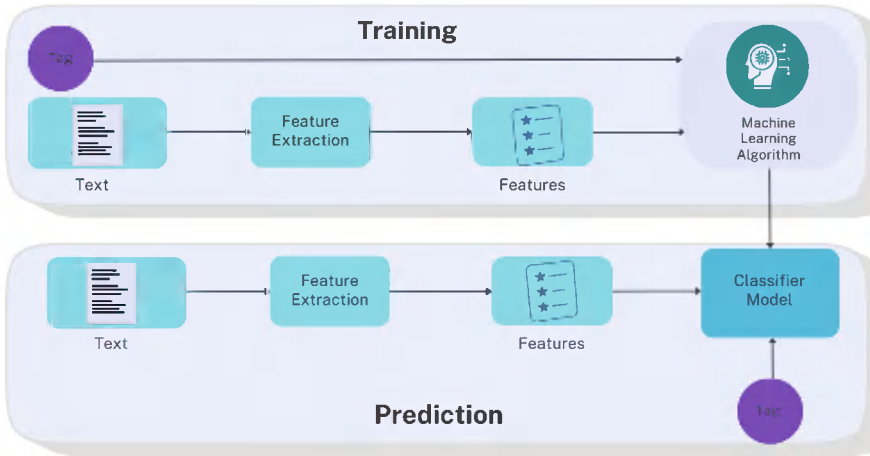 Training
Tag
Feature
Extraction
Machine
Learning
Algorithm
Text
Features
Feature
Extraction
Classifier
Model
Text
Features
Prediction
Tag